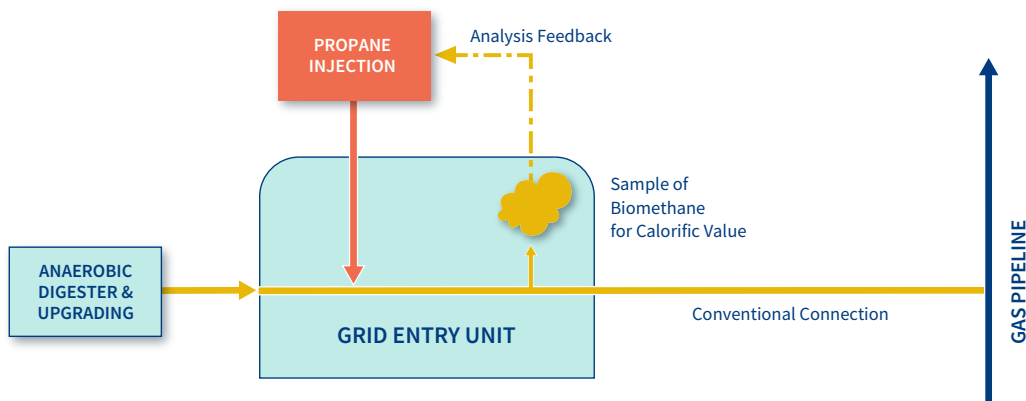 PROPANE
INJECTION
Analysis Feedback
Sample of
Biomethane
for Calorific Value
ANAEROBIC
DIGESTER &
UPGRADING
GRID ENTRY UNIT
Conventional Connection
GAS PIPELINE